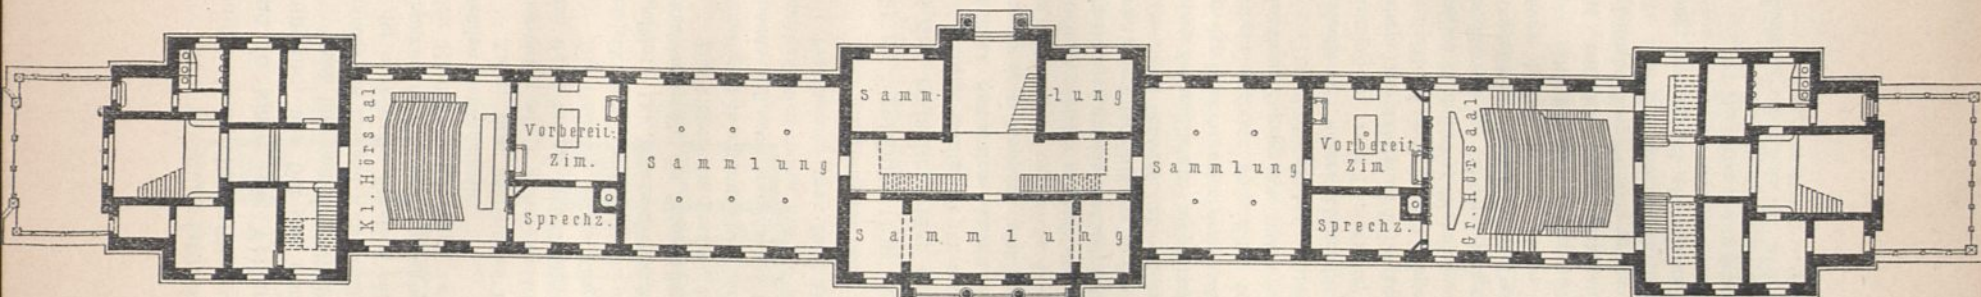 Kl. Hörsaal
Vorbereit:
Zim.
Sprechz.
Sammlung
Samm-
-lung
Sammlung
Sammlung
Vorbereit:
Zim
Sprechz.
Gr. Hörsaal